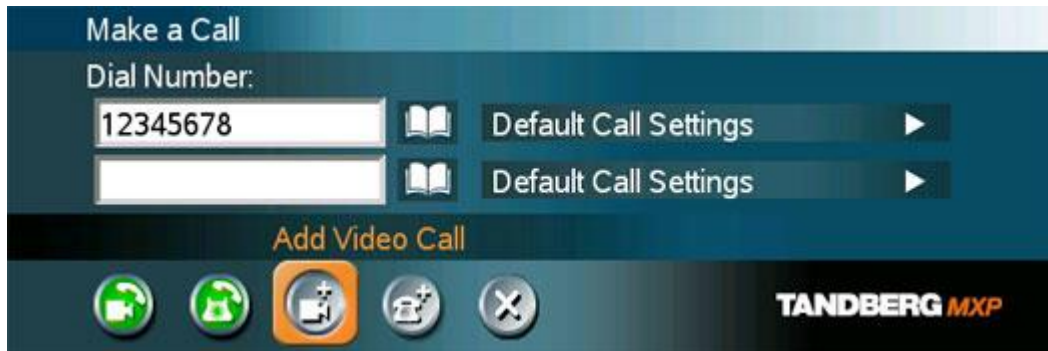 Make a Call
Dial Number:
12345678 Default Call Settings
Default Call Settings
Add Video Call
TANDBERG MXP